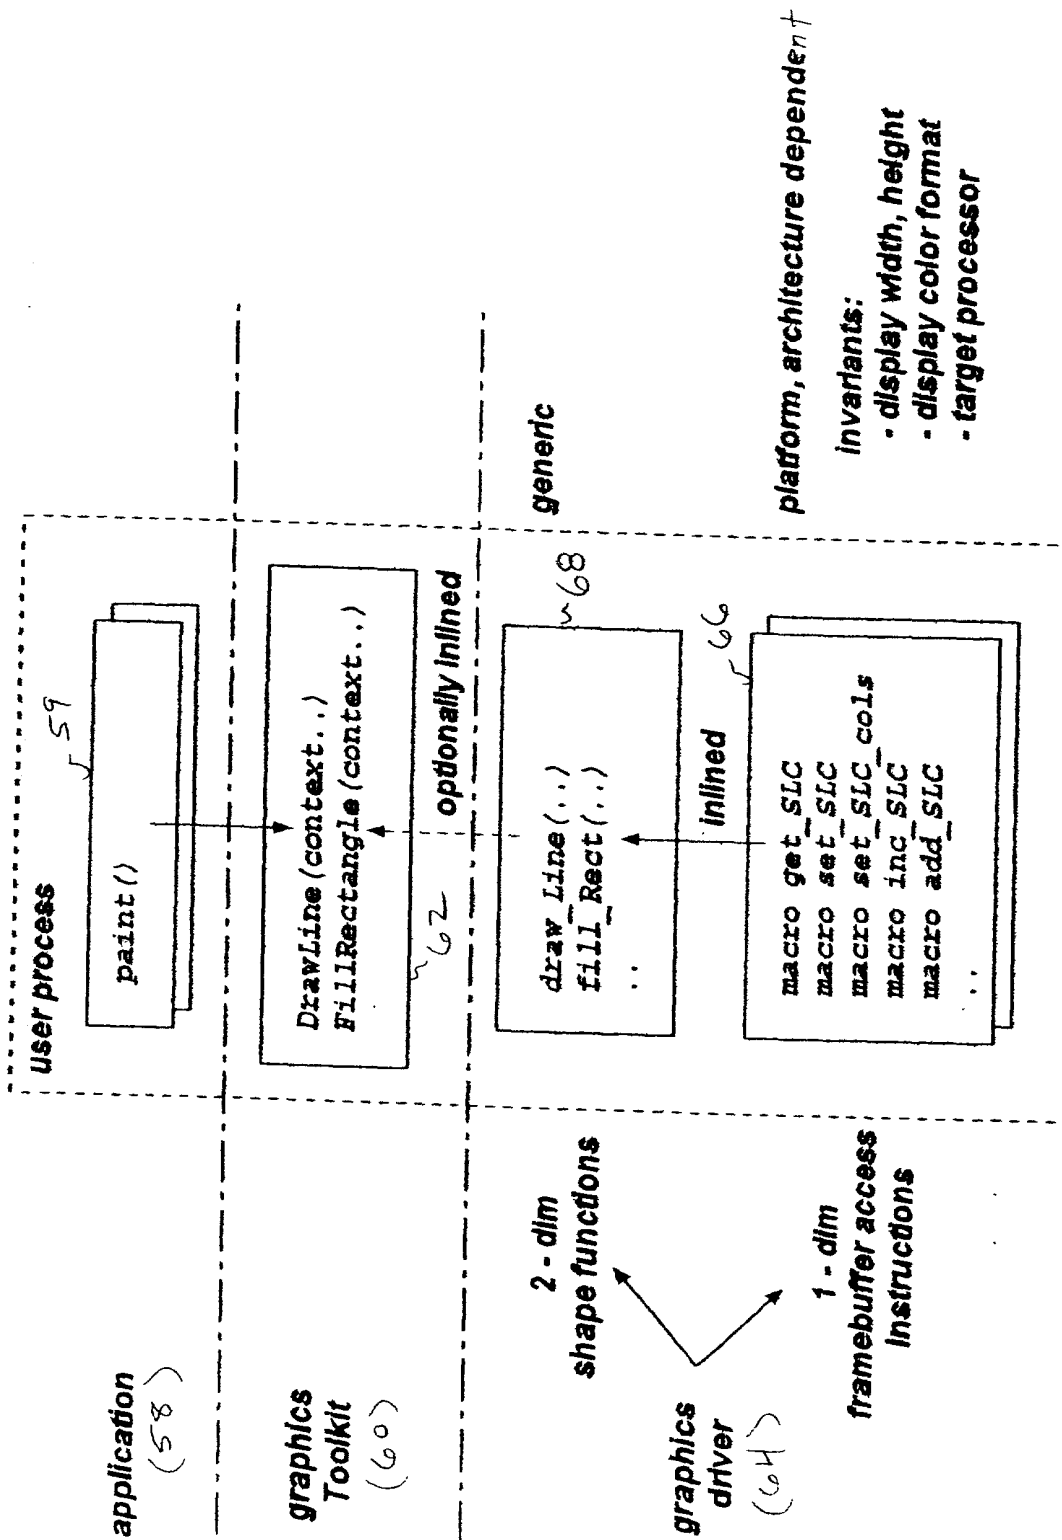 user process
application
(58)
paint()
59
graphics
Toolkit
(60)
DrawLine(context..)
FillRectangle(context..)
62
optionally inlined
graphics
driver
(64)
2 - dim
shape functions
draw_Line(..)
fill_Rect(..)
..
68
generic
inlined
1 - dim
framebuffer access
instructions
macro get_SLC
macro set_SLC
macro set_SLC_cols
macro inc_SLC
macro add_SLC
..
66
platform, architecture dependent
invariants:
- display width, height
- display color format
- target processor